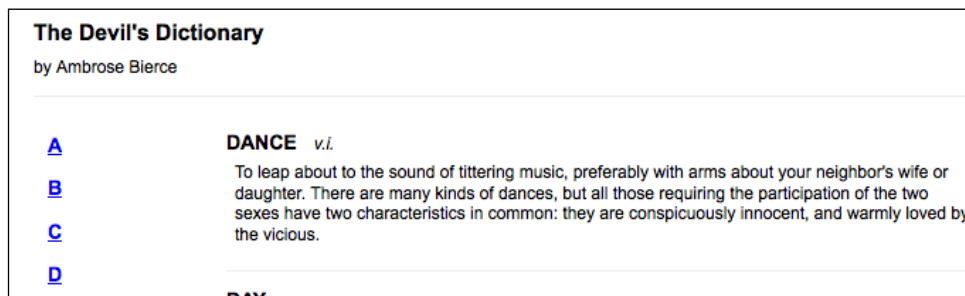 The Devil's Dictionary
by Ambrose Bierce
A
B
C
D
DANCE v.i.
To leap about to the sound of tittering music, preferably with arms about your neighbor's wife or
daughter. There are many kinds of dances, but all those requiring the participation of the two
sexes have two characteristics in common: they are conspicuously innocent, and warmly loved by
the vicious.
DAY